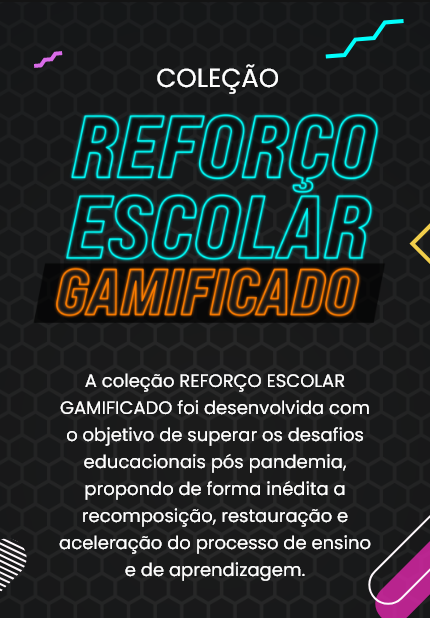 COLEÇÃO
REFORÇO
ESCOLAR
GAMIFICADO
A coleção REFORÇO ESCOLAR
GAMIFICADO foi desenvolvida com
o objetivo de superar os desafios
educacionais pós pandemia,
propondo de forma inédita a
recomposição, restauração e
aceleração do processo de ensino
e de aprendizagem.